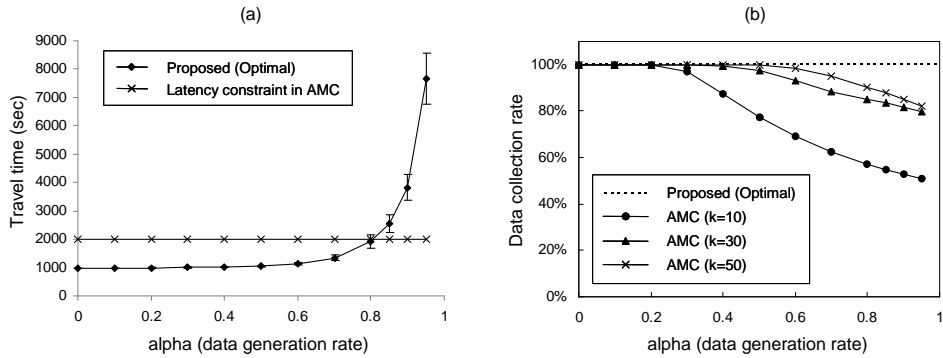 (a)
9000
8000
7000
6000
5000
4000
3000
2000
1000
0
Travel time (sec)
Proposed (Optimal)
Latency constraint in AMC
0 0.2 0.4 0.6 0.8 1
alpha (data generation rate)
(b)
100%
80%
60%
40%
20%
0%
Data collection rate
Proposed (Optimal)
AMC (k=10)
AMC (k=30)
AMC (k=50)
0 0.2 0.4 0.6 0.8 1
alpha (data generation rate)